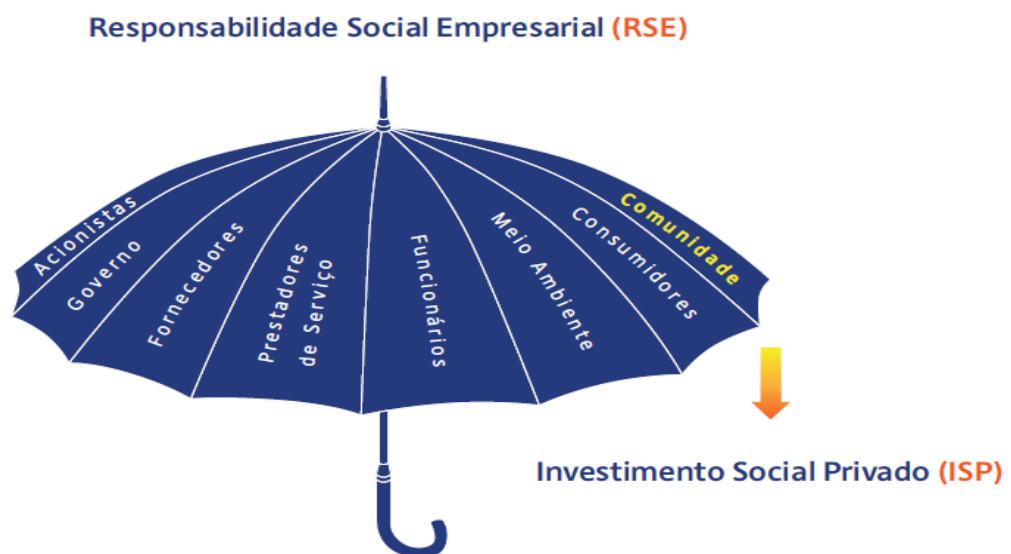 Responsabilidade Social Empresarial (RSE)
Acionistas
Governo
Fornecedores
Prestadores
de Serviço
Funcionários
Meio Ambiente
Consumidores
Comunidade
Investimento Social Privado (ISP)